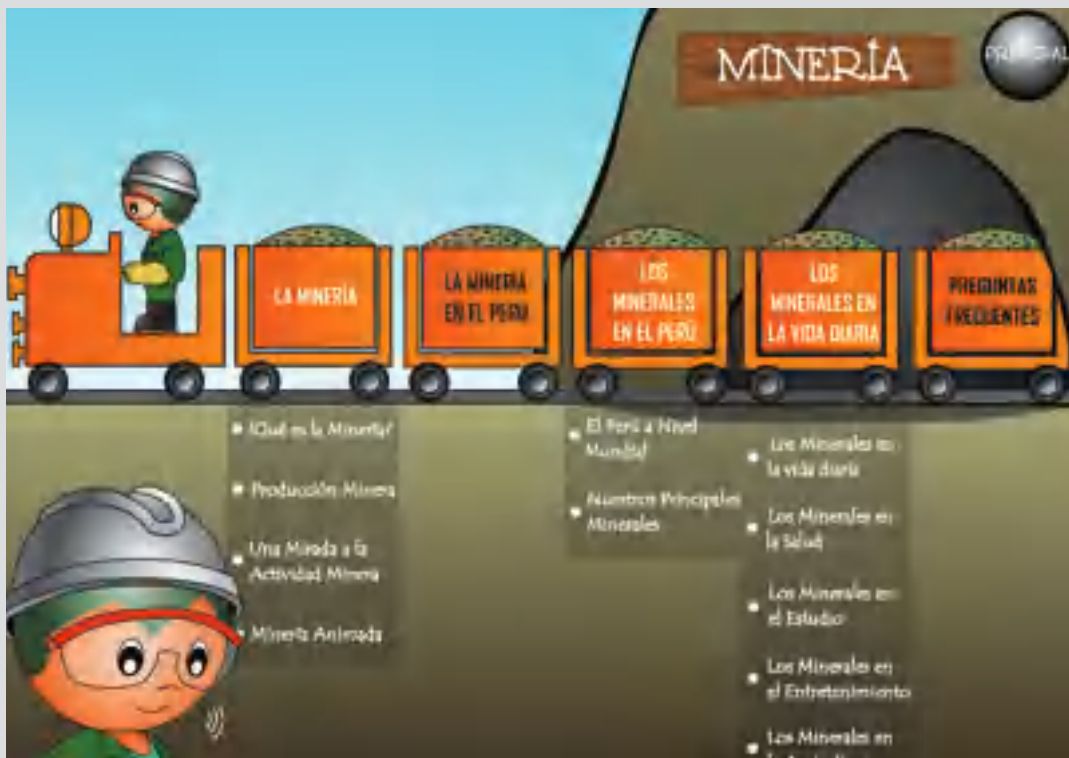 MINERÍA
PRINCIPAL
LA MINERÍA
LA MINERIA
EN EL PERÚ
LOS
MINERALES
EN EL PERÚ
LOS
MINERALES EN
LA VIDA DIARIA
PREGUNTAS
FRECUENTES
¿Qué es la Minería?
Producción Minera
Una Mirada a la
Actividad Minera
Minería Animada
El Perú a Nivel
Mundial
Nuestros Principales
Minerales
Los Minerales en
la vida diaria
Los Minerales en
la Salud
Los Minerales en
el Estudio
Los Minerales en
el Entretenimiento
Los Minerales en